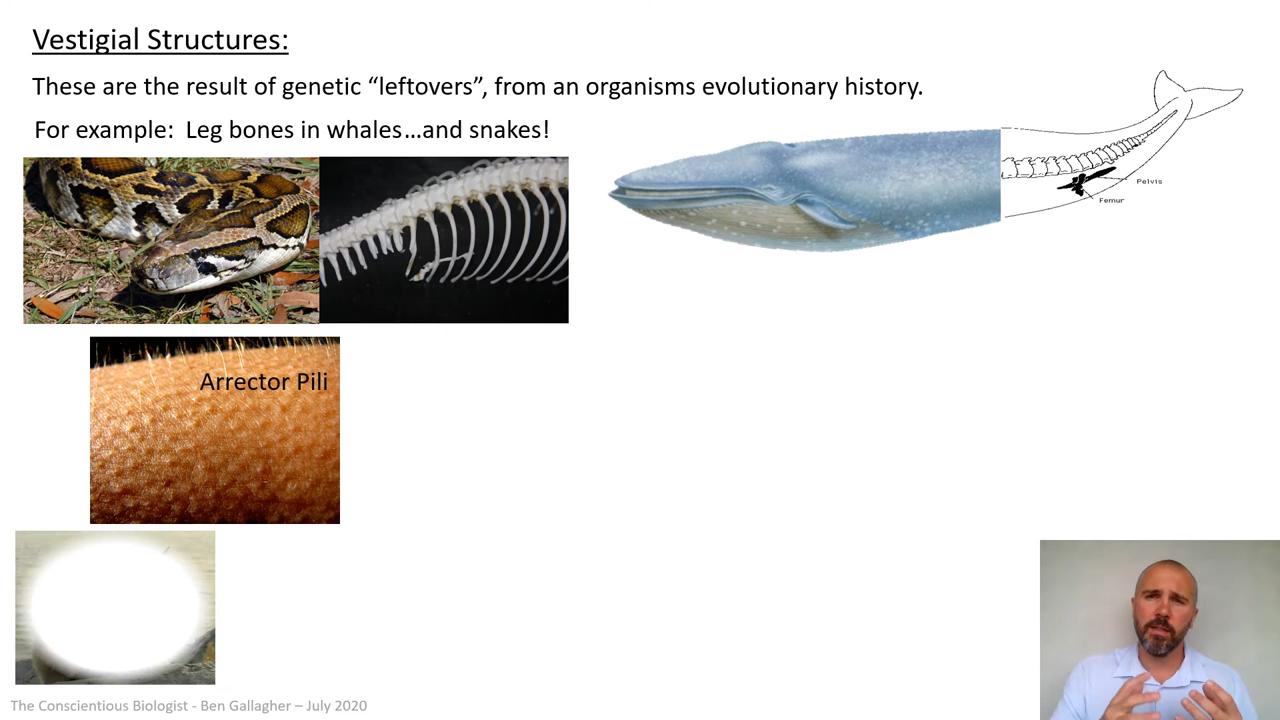 Vestigial Structures:
These are the result of genetic “leftovers”, from an organisms evolutionary history.
For example:  Leg bones in whales…and snakes!
Pelvis
Femur
Arrector Pili
The Conscientious Biologist - Ben Gallagher – July 2020